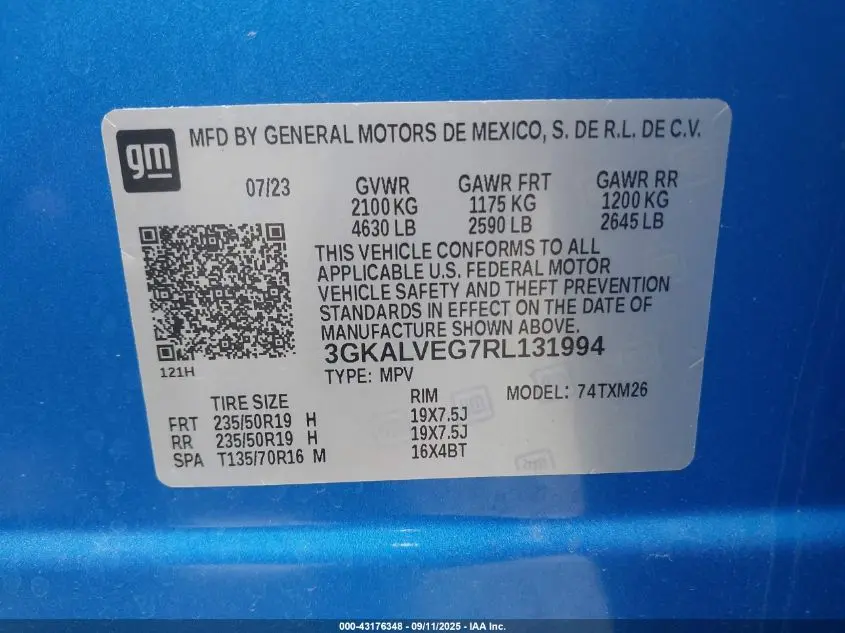 gm
MFD BY GENERAL MOTORS DE MEXICO, S. DE R.L. DE C.V.
07/23 GVWR GAWR FRT GAWR RR
2100 KG 1175 KG 1200 KG
4630 LB 2590 LB 2645 LB
THIS VEHICLE CONFORMS TO ALL
APPLICABLE U.S. FEDERAL MOTOR
VEHICLE SAFETY AND THEFT PREVENTION
STANDARDS IN EFFECT ON THE DATE OF
MANUFACTURE SHOWN ABOVE.
3GKALVEG7RL131994
121H
TYPE: MPV
TIRE SIZE RIM MODEL: 74TXM26
FRT 235/50R19 H 19X7.5J
RR 235/50R19 H 19X7.5J
SPA T135/70R16 M 16X4BT
gm
gm
000-43176348 - 09/11/2025 - IAA Inc.